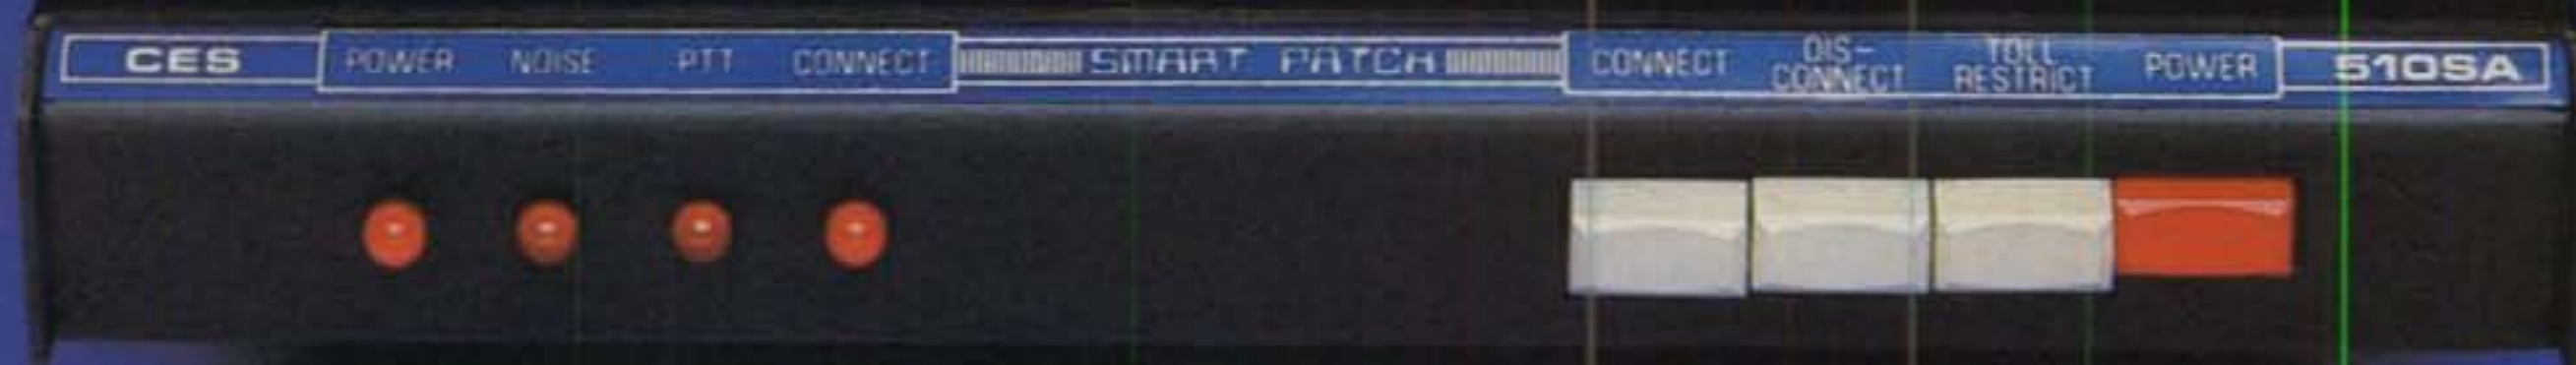 CES POWER NOISE PTT CONNECT SMART PATCH CONNECT DIS-CONNECT TOLL RESTRICT POWER 510SA